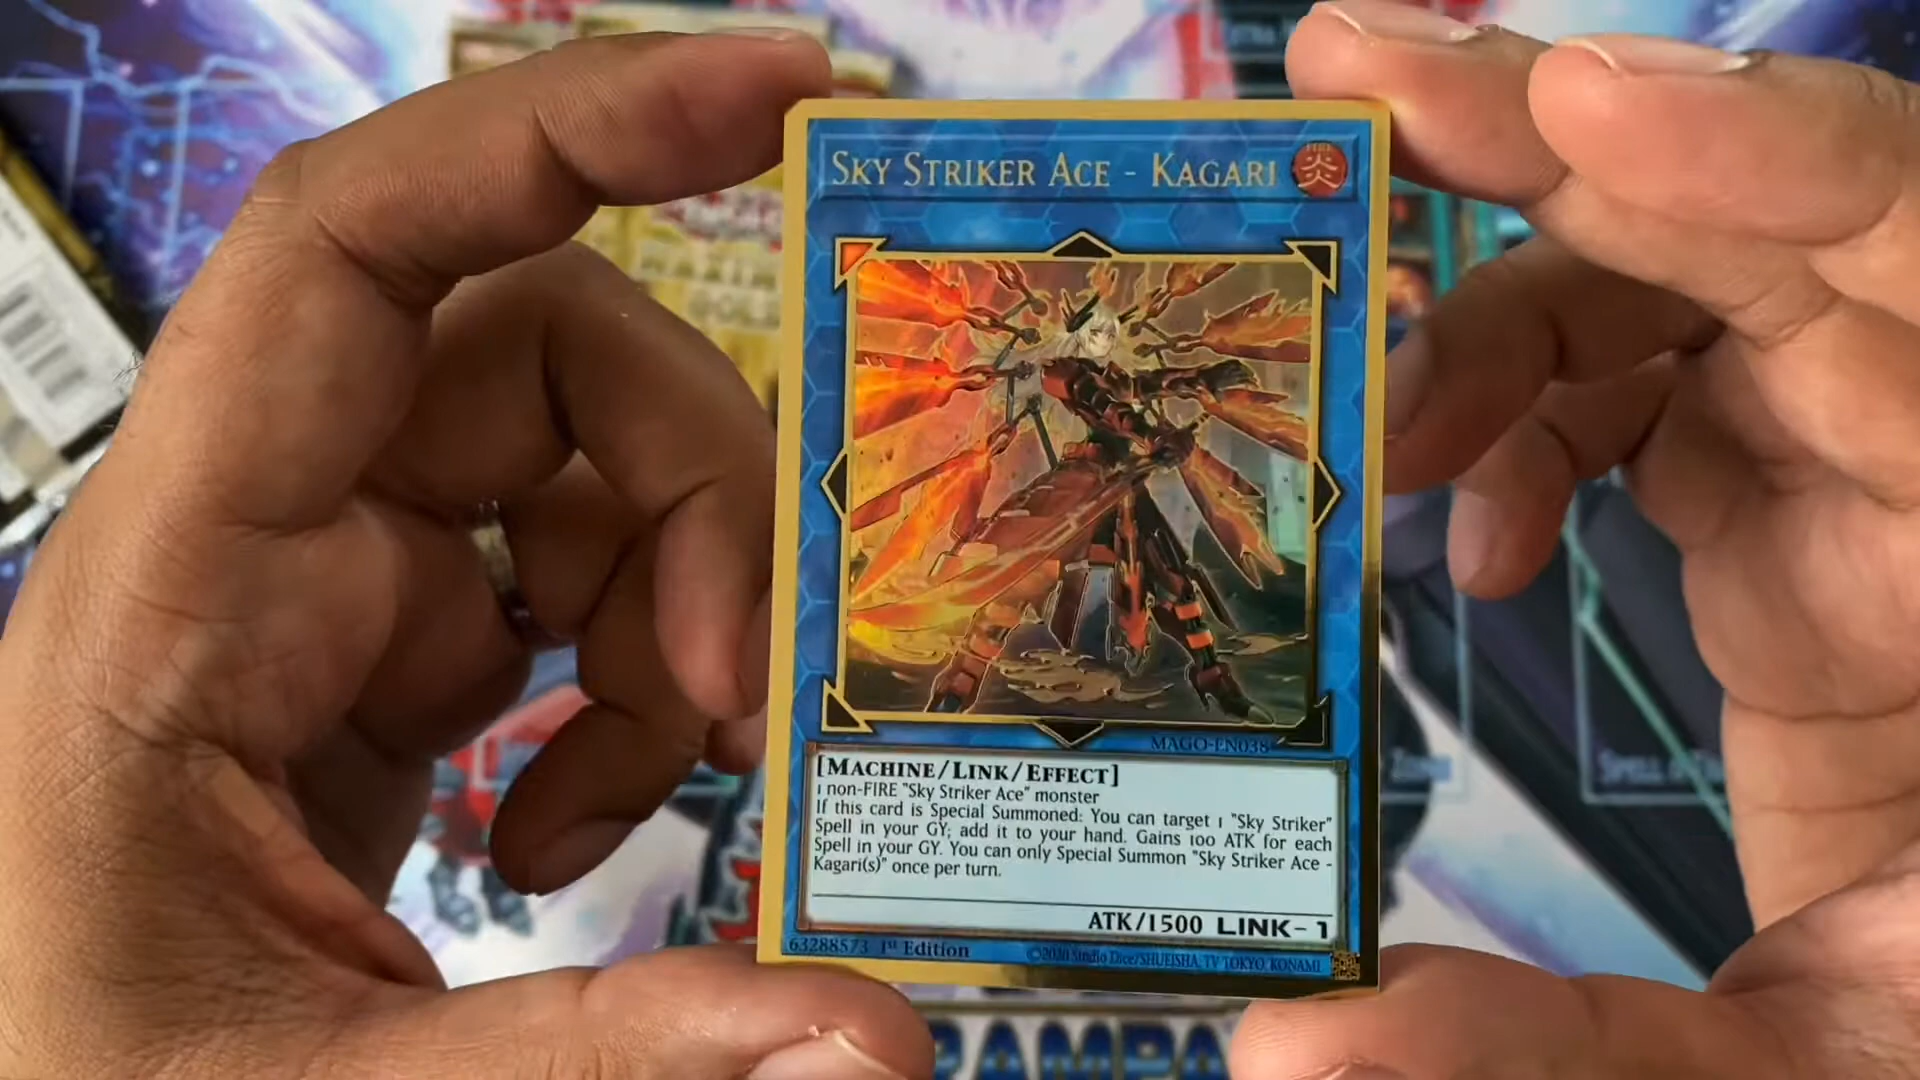 SKY STRIKER ACE - KAGARI
FIRE
炎
MAGO-EN038
[MACHINE/LINK/EFFECT]
1 non-FIRE "Sky Striker Ace" monster
If this card is Special Summoned: You can target 1 "Sky Striker"
Spell in your GY; add it to your hand. Gains 100 ATK for each
Spell in your GY. You can only Special Summon "Sky Striker Ace -
Kagari(s)" once per turn.
ATK/1500 LINK-1
63288573 1st Edition
©2020 Studio Dice/SHUEISHA, TV TOKYO, KONAMI
GOLD